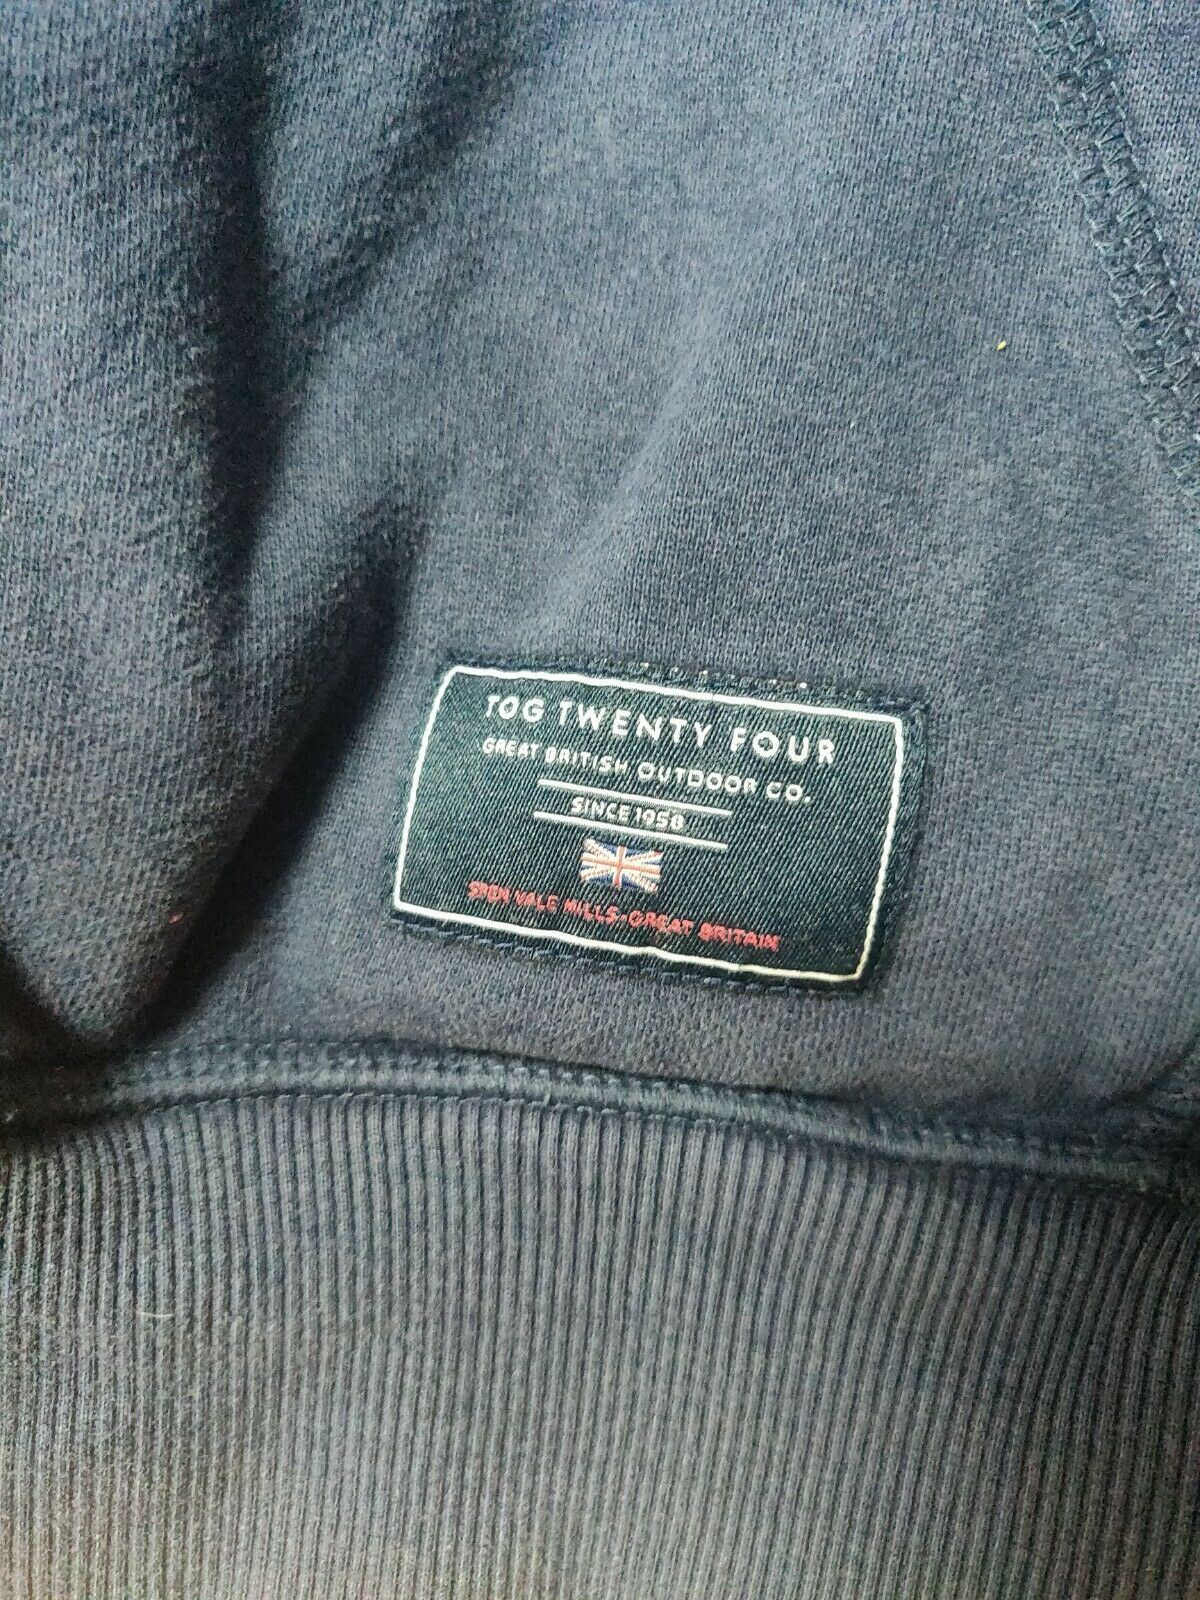 TOG TWENTY FOUR
GREAT BRITISH OUTDOOR CO.
SINCE 1958
SPEN VALE MILLS-GREAT BRITAIN